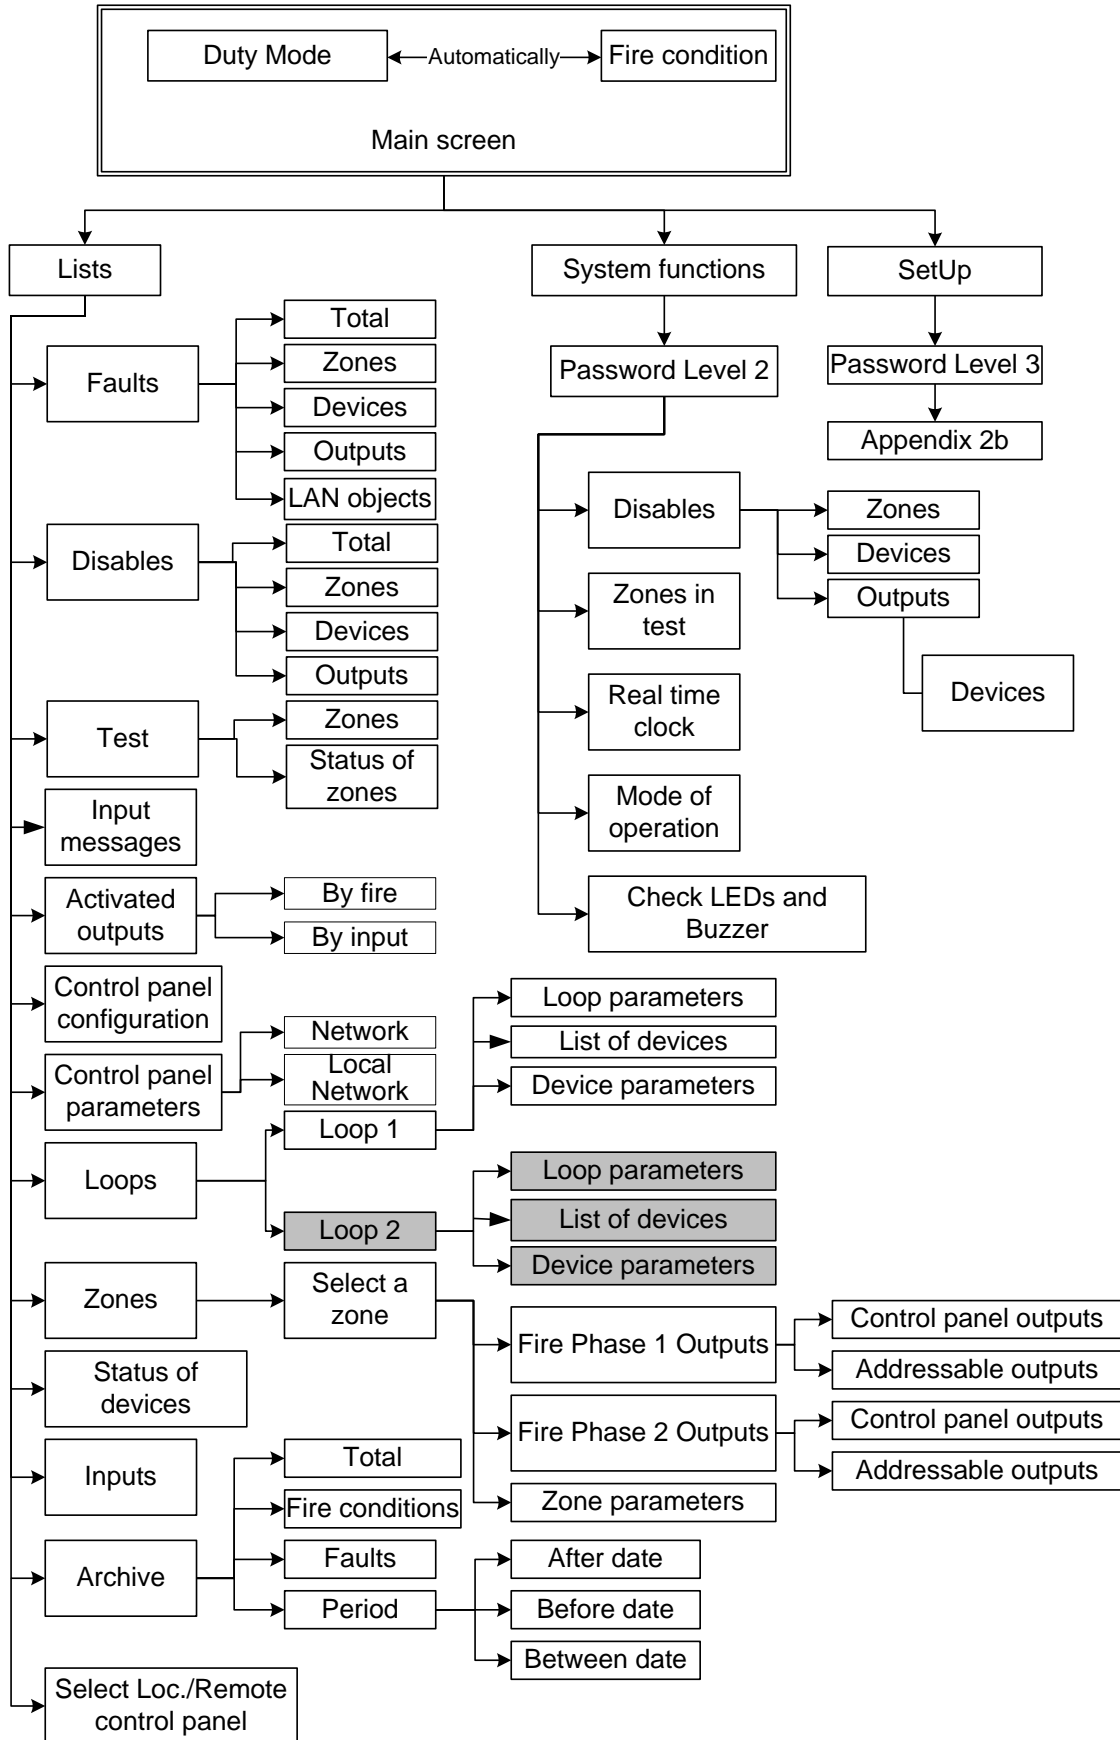 Duty Mode
Automatically
Fire condition
Main screen
Lists
System functions
SetUp
Faults
Total
Zones
Devices
Outputs
LAN objects
Password Level 2
Password Level 3
Appendix 2b
Disables
Total
Zones
Devices
Outputs
Disables
Zones
Devices
Outputs
Devices
Zones in
test
Real time
clock
Mode of
operation
Check LEDs and
Buzzer
Test
Zones
Status of
zones
Input
messages
Activated
outputs
By fire
By input
Control panel
configuration
Control panel
parameters
Network
Local
Network
Loops
Loop 1
Loop parameters
List of devices
Device parameters
Loop 2
Loop parameters
List of devices
Device parameters
Zones
Select a
zone
Fire Phase 1 Outputs
Control panel outputs
Addressable outputs
Fire Phase 2 Outputs
Control panel outputs
Addressable outputs
Zone parameters
Status of
devices
Inputs
Archive
Total
Fire conditions
Faults
Period
After date
Before date
Between date
Select Loc./Remote
control panel